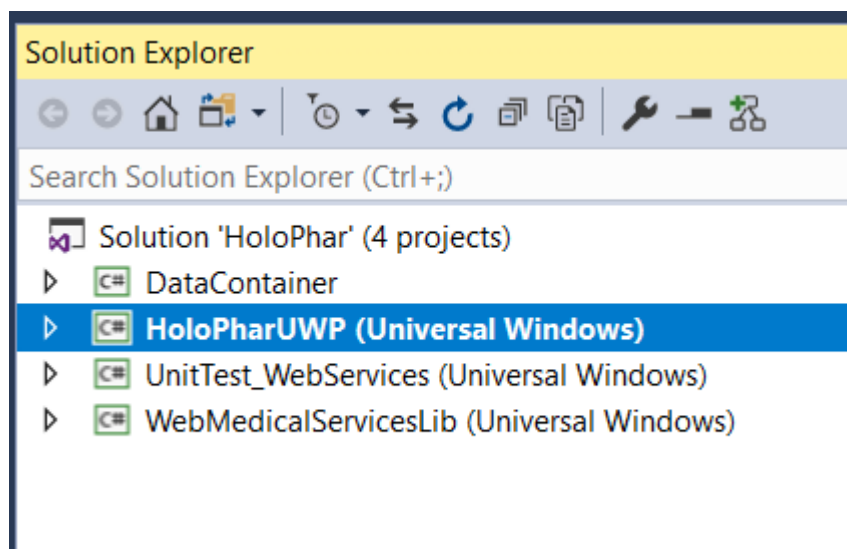 Solution Explorer
Search Solution Explorer (Ctrl+;)
Solution 'HoloPhar' (4 projects)
C# DataContainer
C# HoloPharUWP (Universal Windows)
C# UnitTest_WebServices (Universal Windows)
C# WebMedicalServicesLib (Universal Windows)